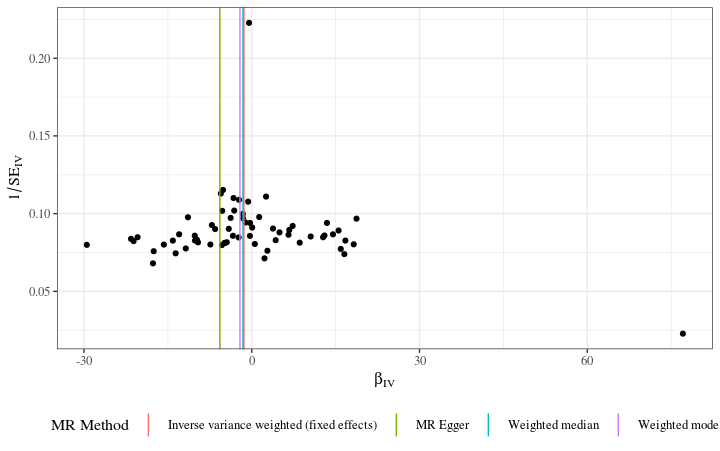 0.20
0.15
0.10
0.05
1/SE_IV
-30 0 30 60
β_IV
MR Method Inverse variance weighted (fixed effects) MR Egger Weighted median Weighted mode